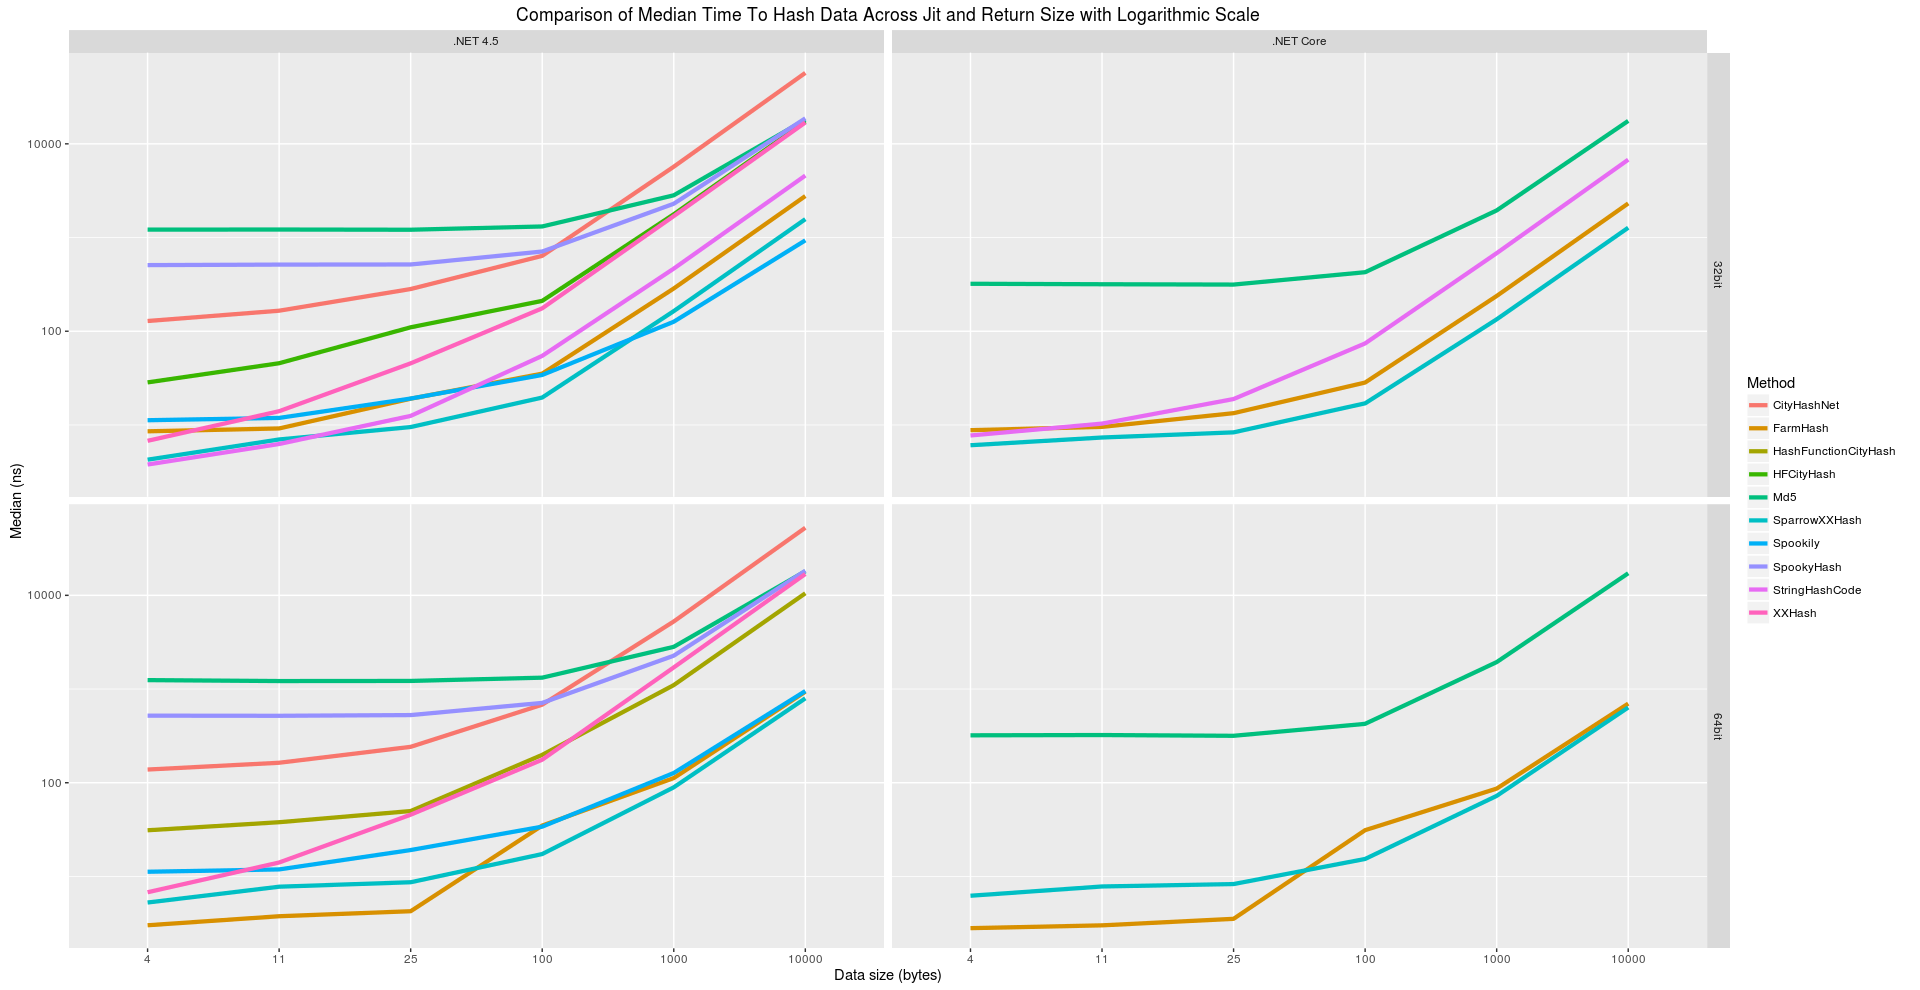 Comparison of Median Time To Hash Data Across Jit and Return Size with Logarithmic Scale
.NET 4.5
.NET Core
10000
100
32bit
10000
100
64bit
Median (ns)
4
11
25
100
1000
10000
4
11
25
100
1000
10000
Data size (bytes)
Method
CityHashNet
FarmHash
HashFunctionCityHash
HFCityHash
Md5
SparrowXXHash
Spookily
SpookyHash
StringHashCode
XXHash